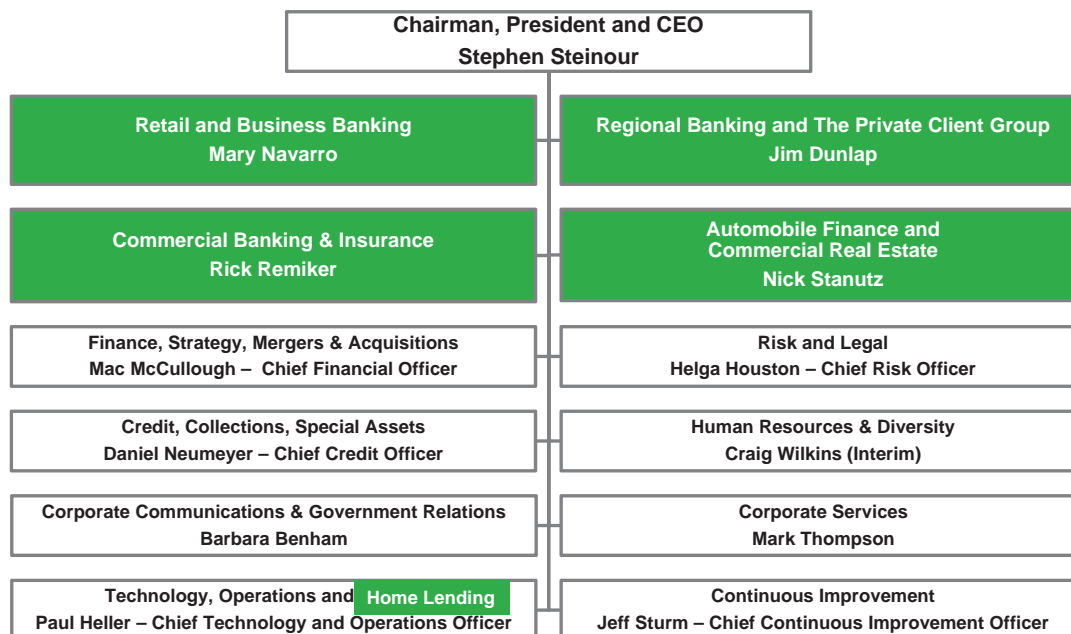 Chairman, President and CEO
Stephen Steinour
Retail and Business Banking
Mary Navarro
Regional Banking and The Private Client Group
Jim Dunlap
Commercial Banking & Insurance
Rick Remiker
Automobile Finance and
Commercial Real Estate
Nick Stanutz
Finance, Strategy, Mergers & Acquisitions
Mac McCullough – Chief Financial Officer
Risk and Legal
Helga Houston – Chief Risk Officer
Credit, Collections, Special Assets
Daniel Neumeyer – Chief Credit Officer
Human Resources & Diversity
Craig Wilkins (Interim)
Corporate Communications & Government Relations
Barbara Benham
Corporate Services
Mark Thompson
Technology, Operations and Home Lending
Paul Heller – Chief Technology and Operations Officer
Continuous Improvement
Jeff Sturm – Chief Continuous Improvement Officer